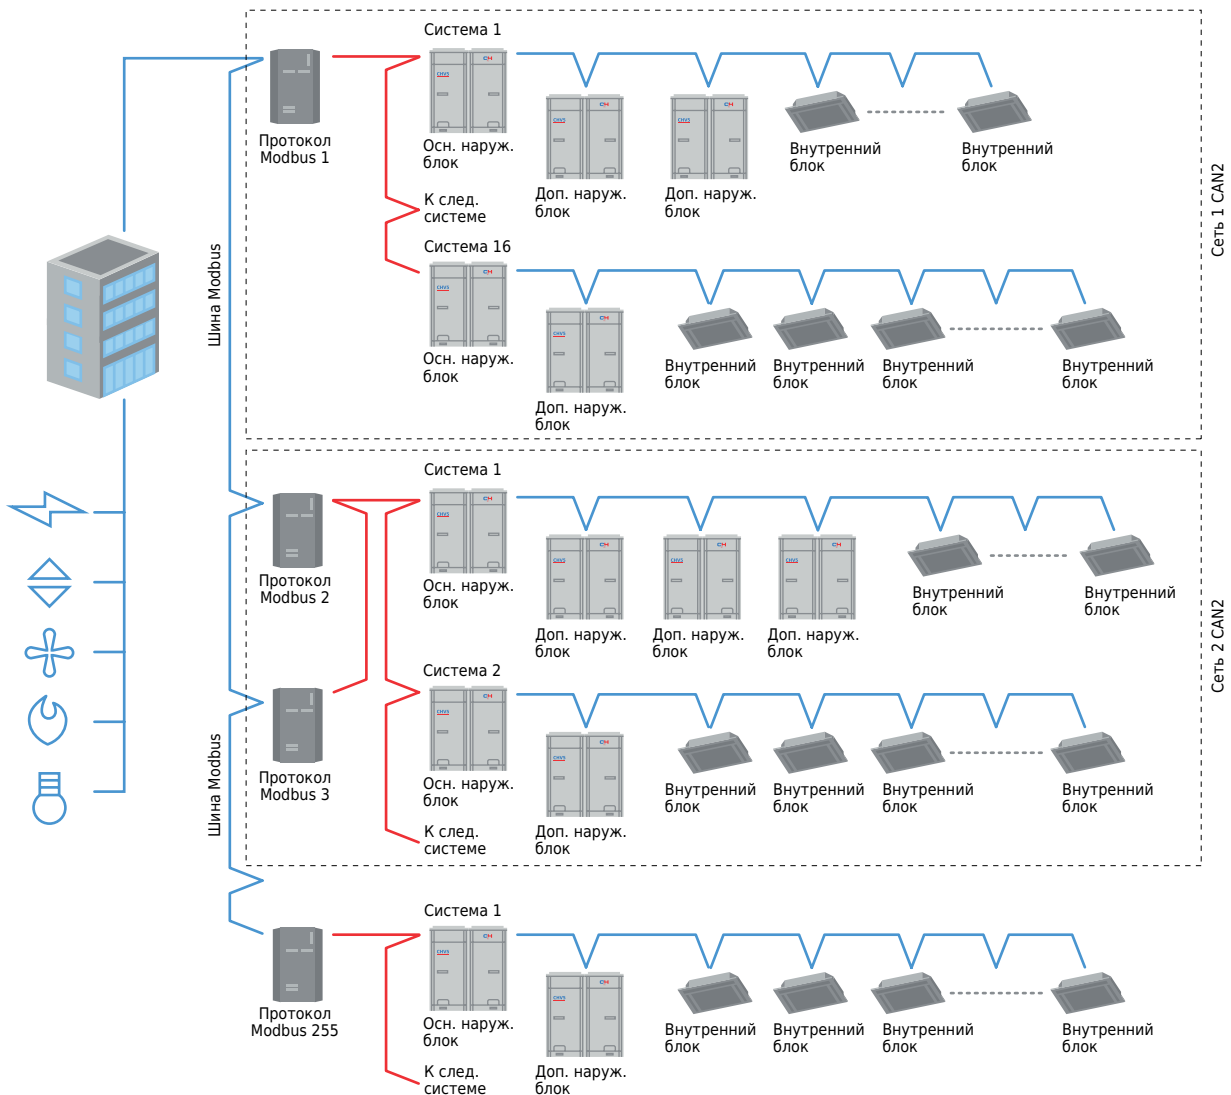 Система 1
Протокол
Modbus 1
Осн. наруж.
блок
Доп. наруж.
блок
Доп. наруж.
блок
Внутренний
блок
Внутренний
блок
К след.
системе
Система 16
Осн. наруж.
блок
Доп. наруж.
блок
Внутренний
блок
Внутренний
блок
Внутренний
блок
Внутренний
блок
Сеть 1 CAN2
Шина Modbus
Система 1
Протокол
Modbus 2
Осн. наруж.
блок
Доп. наруж.
блок
Доп. наруж.
блок
Доп. наруж.
блок
Внутренний
блок
Внутренний
блок
Система 2
Протокол
Modbus 3
Осн. наруж.
блок
Доп. наруж.
блок
Внутренний
блок
Внутренний
блок
Внутренний
блок
Внутренний
блок
К след.
системе
Сеть 2 CAN2
Шина Modbus
Система 1
Протокол
Modbus 255
Осн. наруж.
блок
Доп. наруж.
блок
Внутренний
блок
Внутренний
блок
Внутренний
блок
Внутренний
блок
К след.
системе